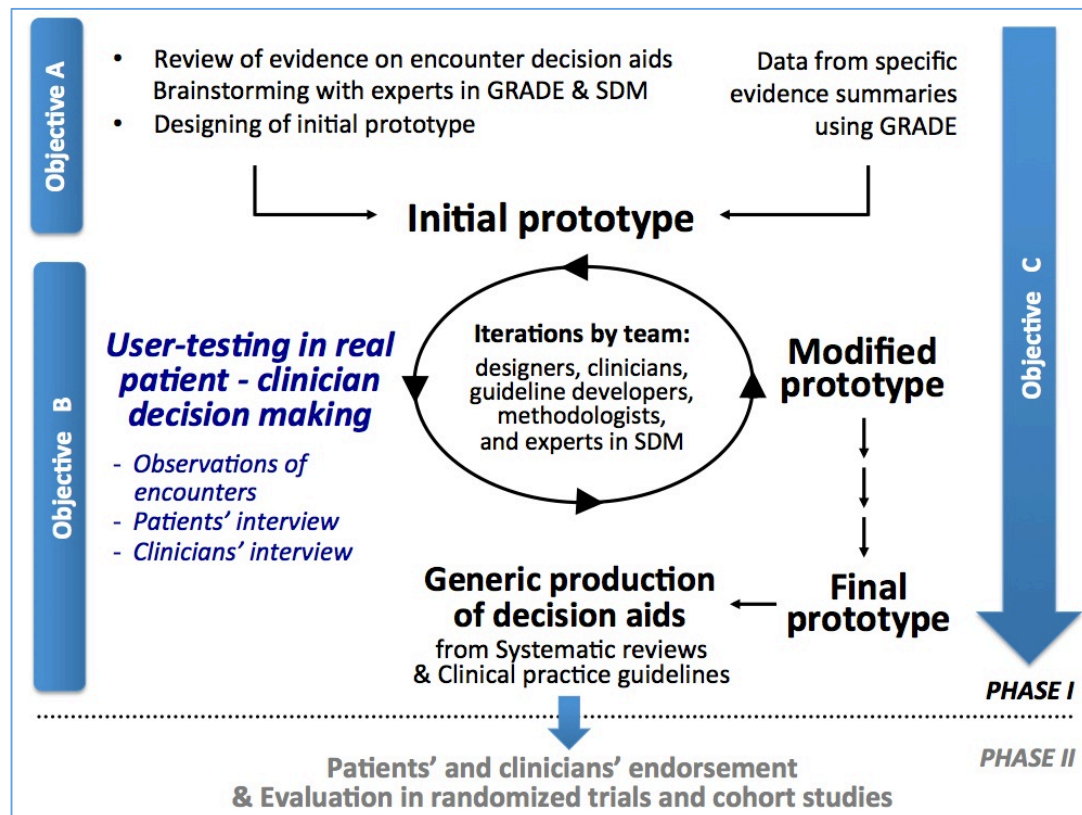 Objective A
• Review of evidence on encounter decision aids
Brainstorming with experts in GRADE & SDM
• Designing of initial prototype
Data from specific
evidence summaries
using GRADE
Initial prototype
Objective B
User-testing in real
patient - clinician
decision making
- Observations of
encounters
- Patients’ interview
- Clinicians’ interview
Iterations by team:
designers, clinicians,
guideline developers,
methodologists,
and experts in SDM
Modified
prototype
Final
prototype
Generic production
of decision aids
from Systematic reviews
& Clinical practice guidelines
Objective C
PHASE I
PHASE II
Patients’ and clinicians’ endorsement
& Evaluation in randomized trials and cohort studies